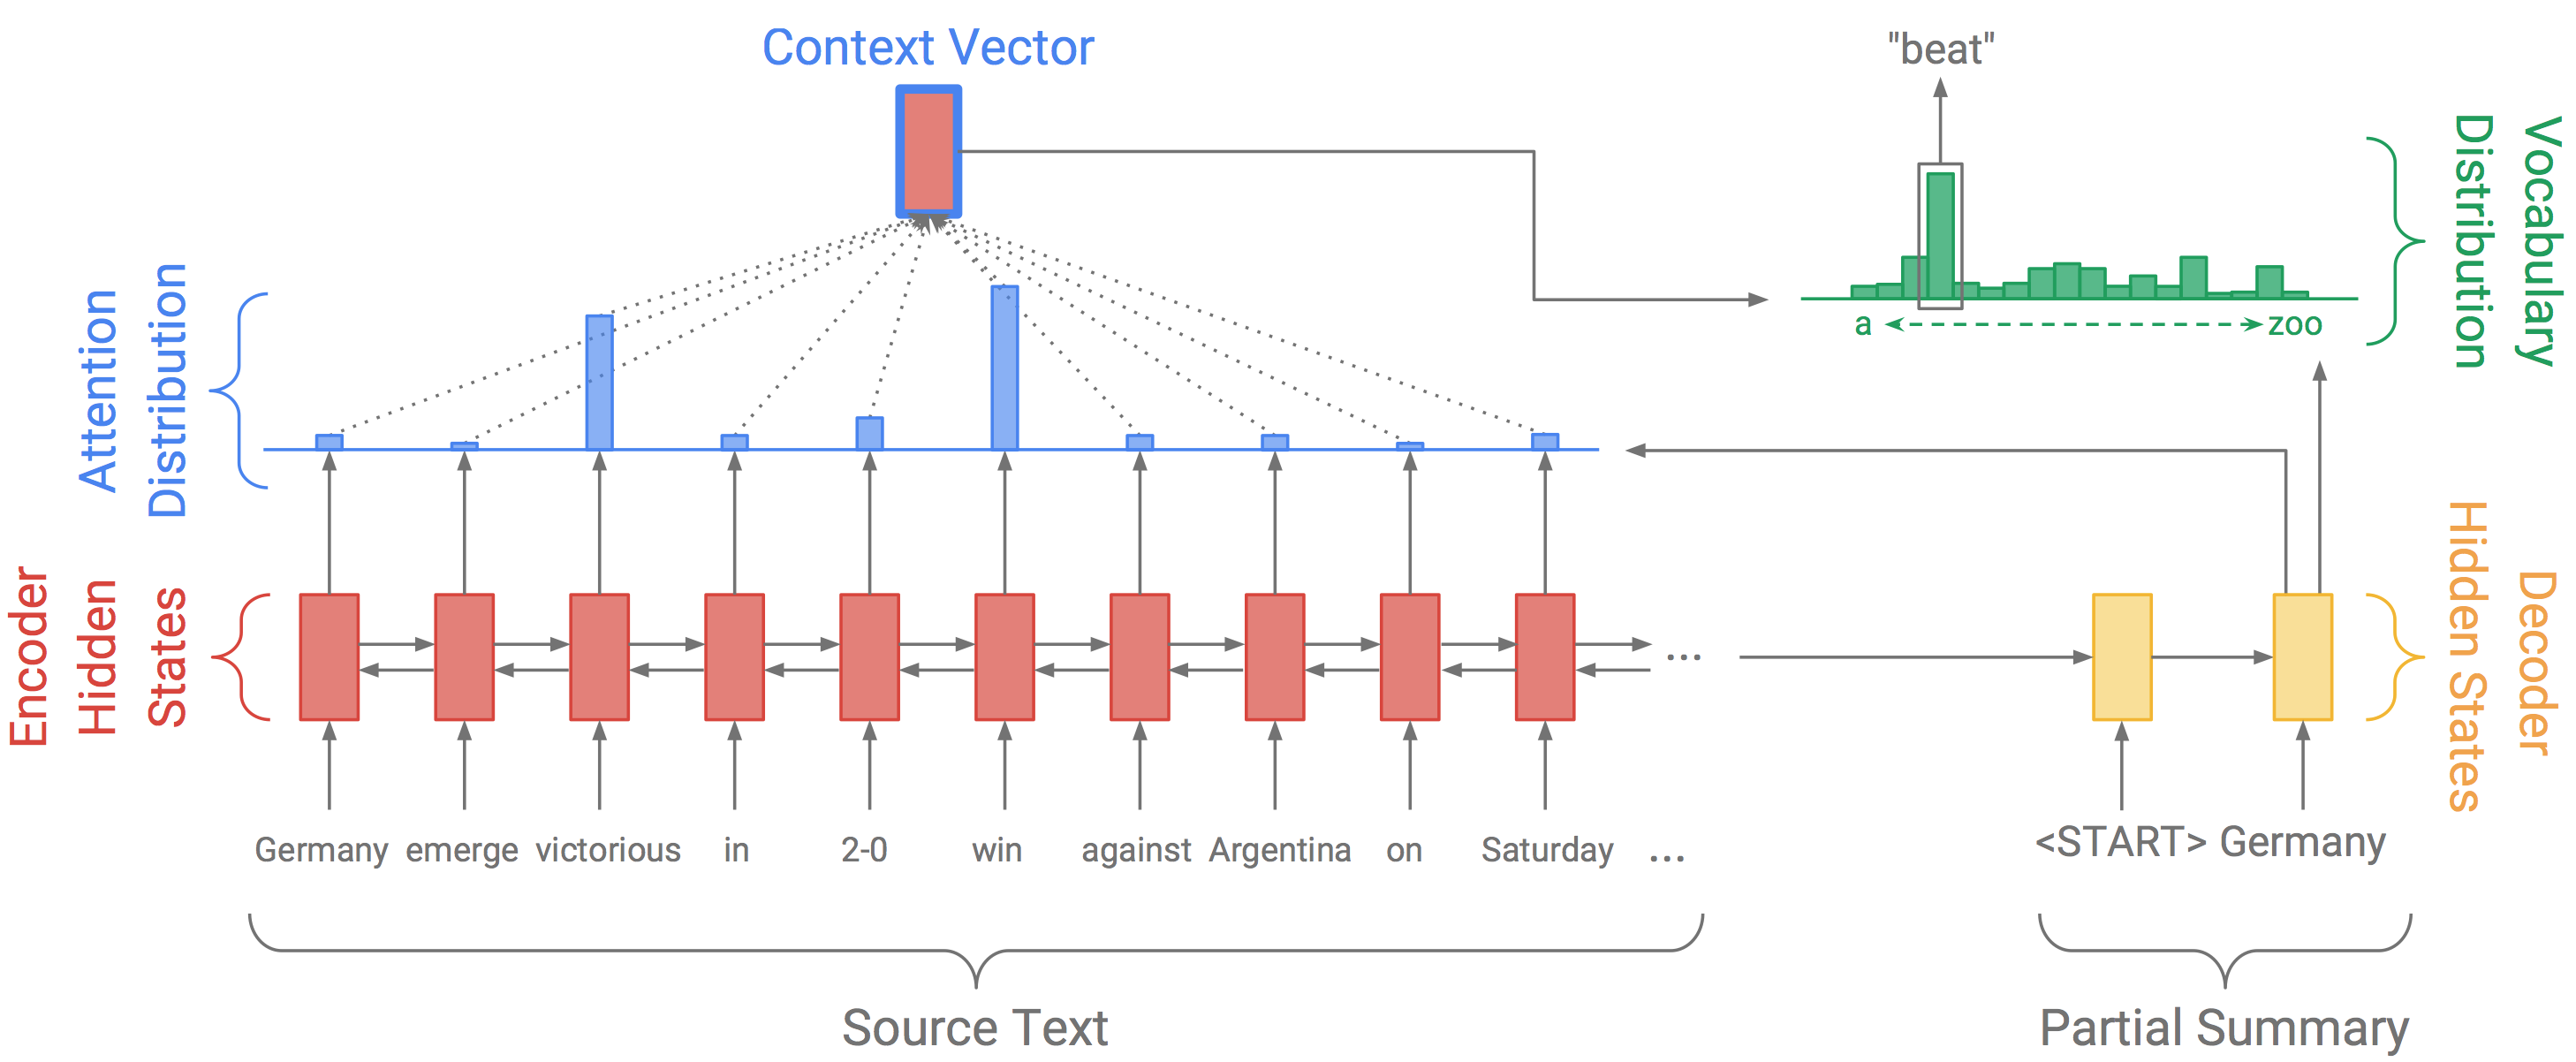 Context Vector
"beat"
a
zoo
Vocabulary
Distribution
Attention
Distribution
Encoder
Hidden
States
Decoder
Hidden States
...
Germany emerge victorious in 2-0 win against Argentina on Saturday ...
<START> Germany
Source Text
Partial Summary